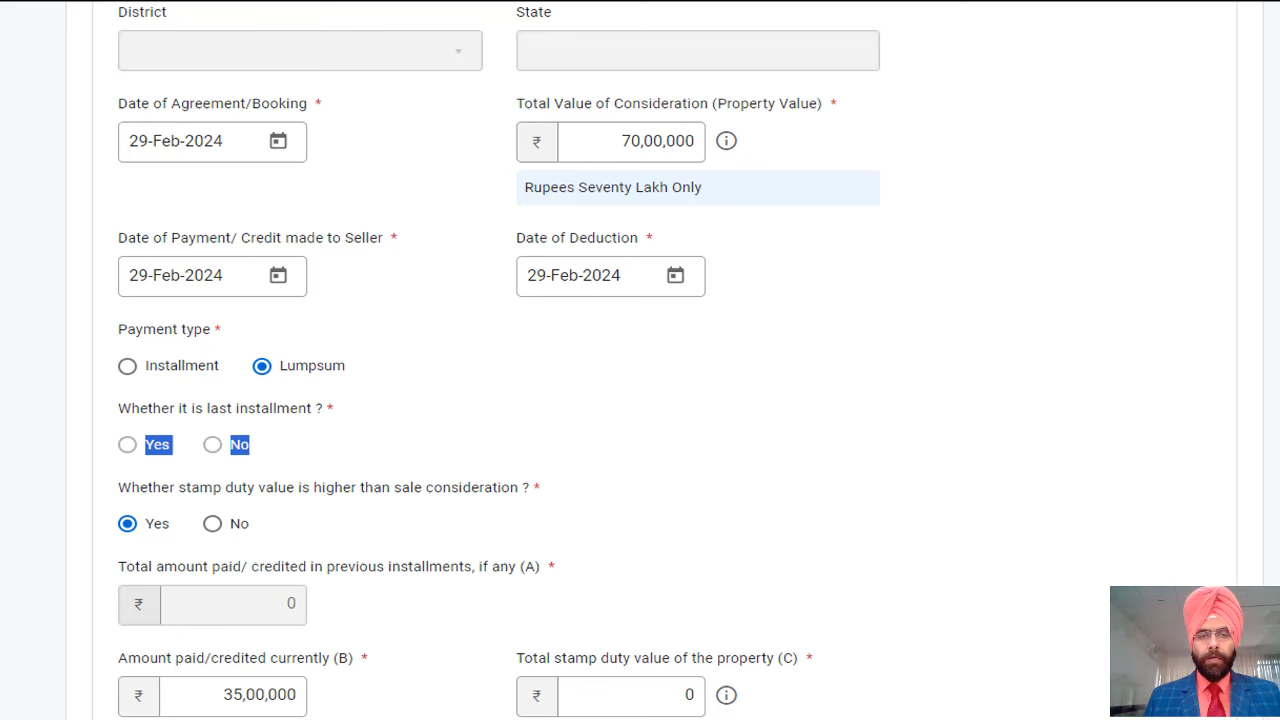 District State
Date of Agreement/Booking * Total Value of Consideration (Property Value) *
29-Feb-2024 ₹ 70,00,000
Rupees Seventy Lakh Only
Date of Payment/ Credit made to Seller * Date of Deduction *
29-Feb-2024 29-Feb-2024
Payment type *
Installment Lumpsum
Whether it is last installment ? *
Yes No
Whether stamp duty value is higher than sale consideration ? *
Yes No
Total amount paid/ credited in previous installments, if any (A) *
₹ 0
Amount paid/credited currently (B) * Total stamp duty value of the property (C) *
₹ 35,00,000 ₹ 0